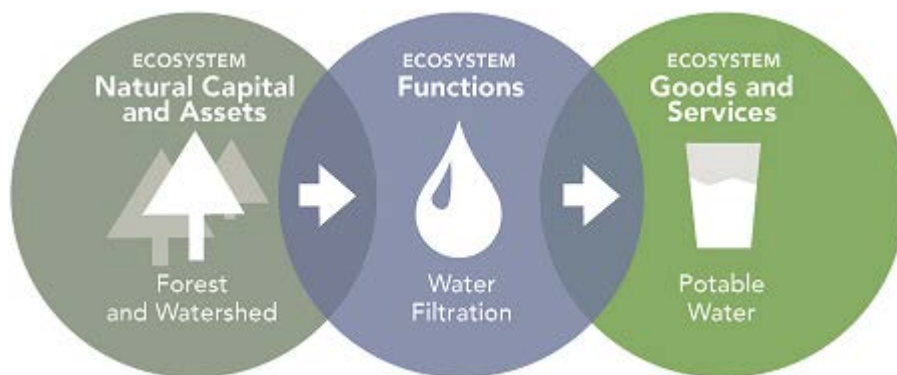 ECOSYSTEM
Natural Capital
and Assets
Forest
and Watershed
ECOSYSTEM
Functions
Water
Filtration
ECOSYSTEM
Goods and
Services
Potable
Water